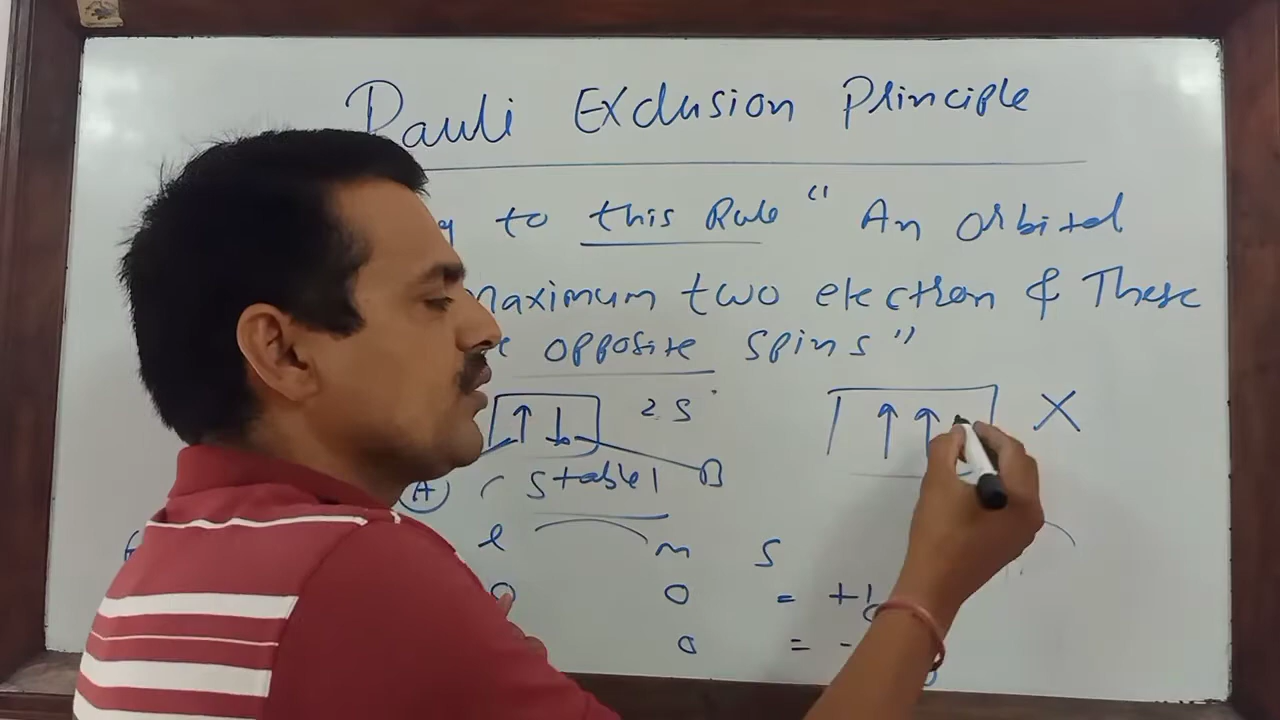 Pauli Exclusion Principle
to this Rule " An orbital
maximum two electron & These
opposite spins "
↑ ↓ 2 S ↑ ↑ X
A ( Stable ) B
l m S
0 0 = +1
0 = -